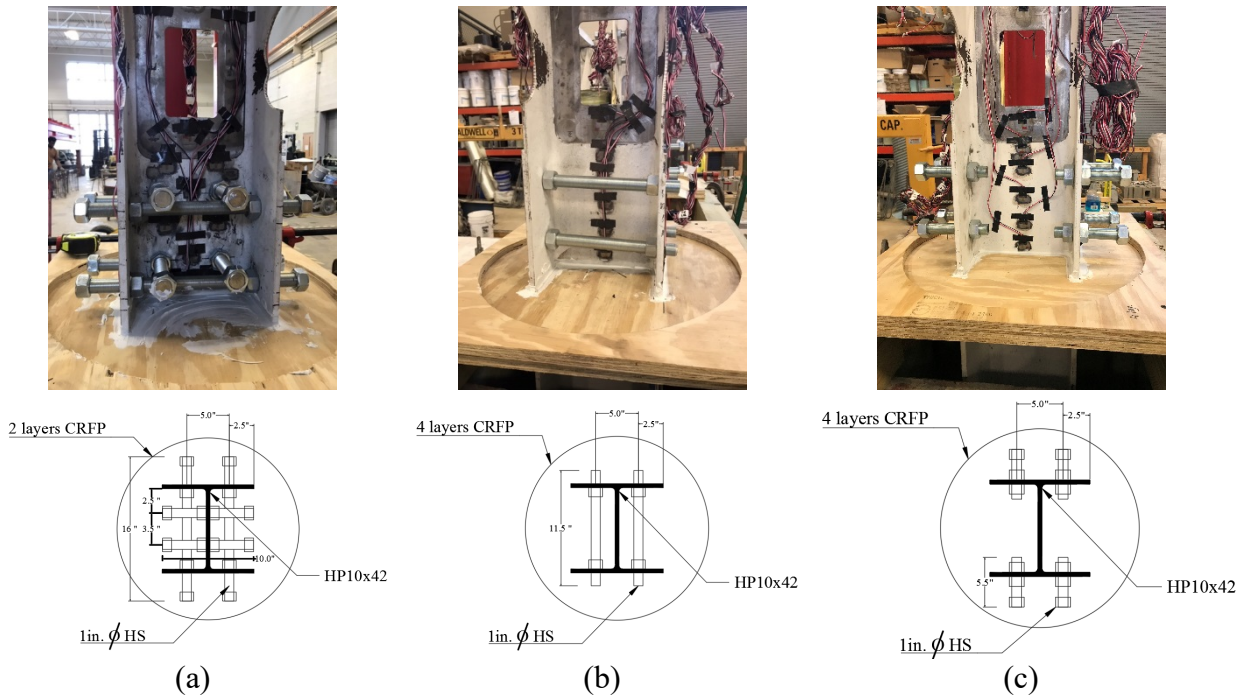 ALDWELL 3 T
CAP.
2 layers CRFP
5.0"
2.5"
2.5"
16" 3.5"
10.0"
HP10x42
1in. ϕ HS
4 layers CRFP
5.0"
2.5"
11.5"
HP10x42
1in. ϕ HS
4 layers CRFP
5.0"
2.5"
5.5"
HP10x42
1in. ϕ HS
(a)
(b)
(c)